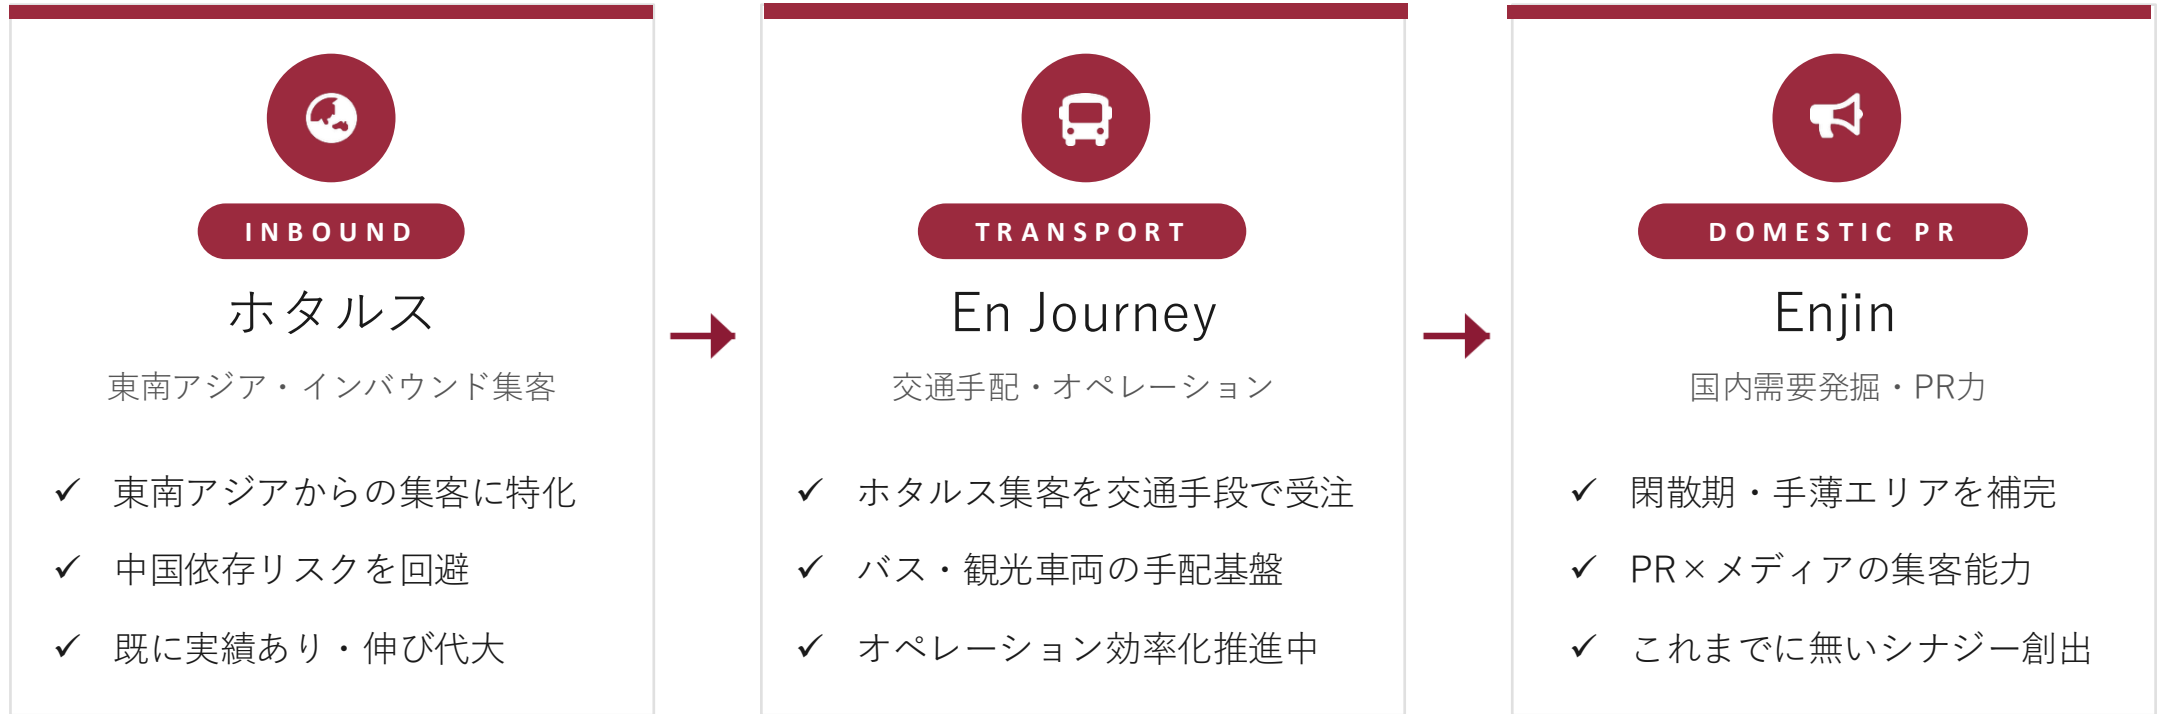 INBOUND
ホタルス
東南アジア・インバウンド集客
✓ 東南アジアからの集客に特化
✓ 中国依存リスクを回避
✓ 既に実績あり・伸び代大
TRANSPORT
En Journey
交通手配・オペレーション
✓ ホタルス集客を交通手段で受注
✓ バス・観光車両の手配基盤
✓ オペレーション効率化推進中
DOMESTIC PR
Enjin
国内需要発掘・PR力
✓ 閑散期・手薄エリアを補完
✓ PR×メディアの集客能力
✓ これまでに無いシナジー創出